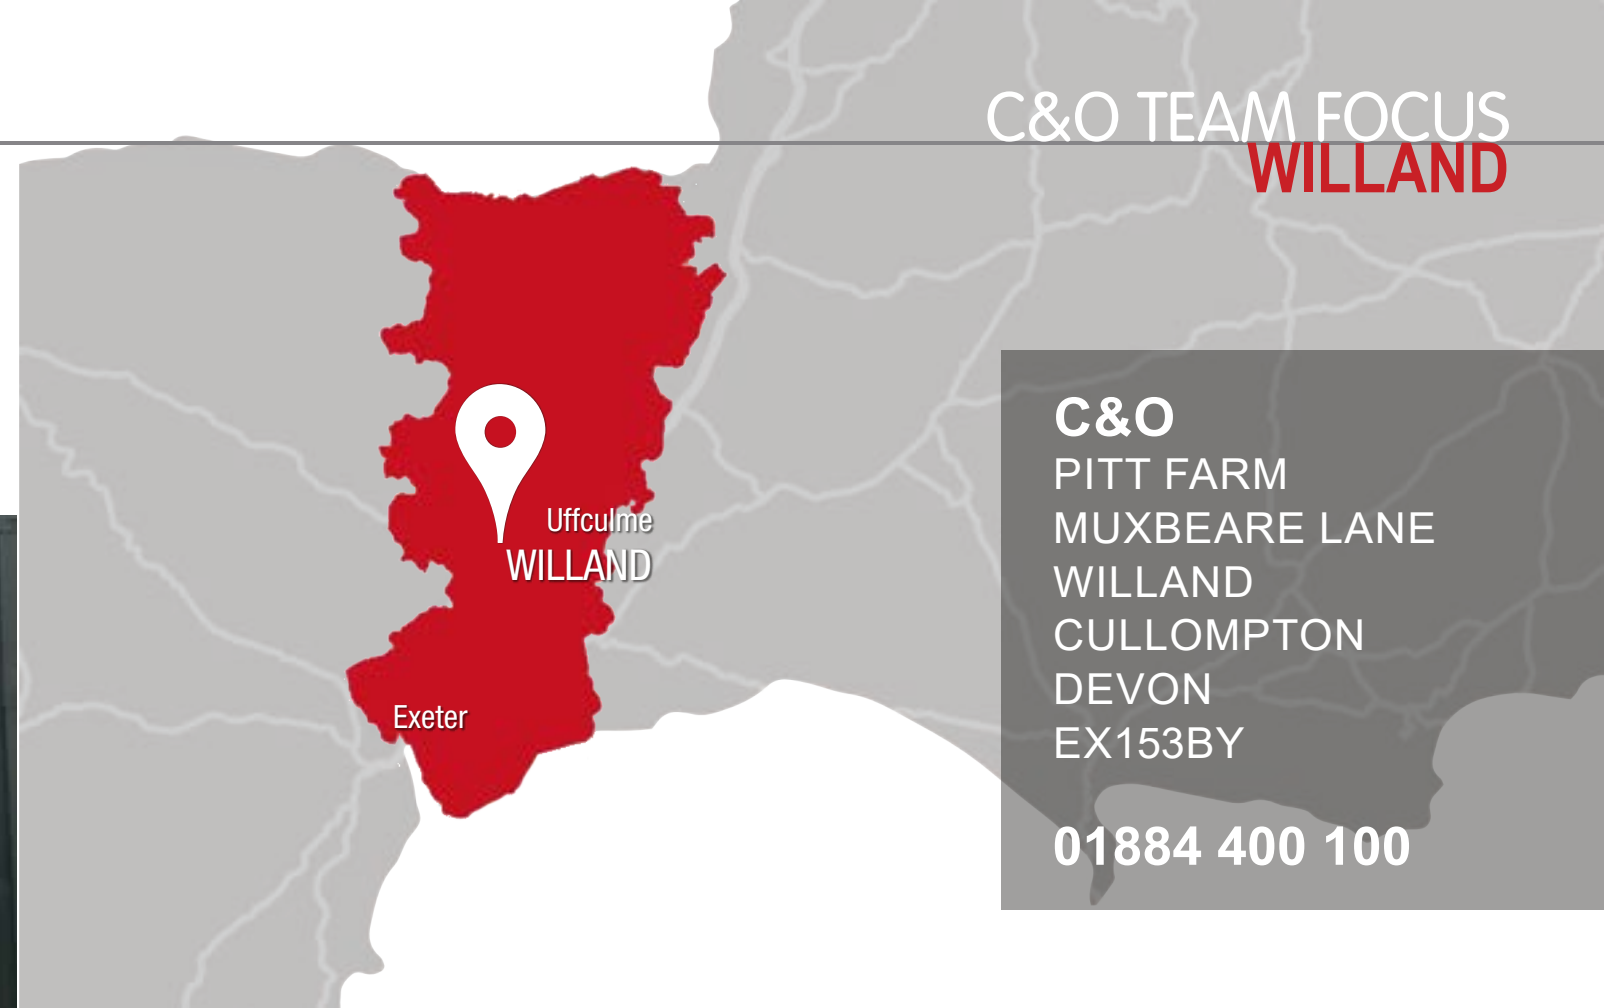 C&O TEAM FOCUS
WILLAND
Uffculme
WILLAND
Exeter
C&O
PITT FARM
MUXBEARE LANE
WILLAND
CULLOMPTON
DEVON
EX153BY
01884 400 100